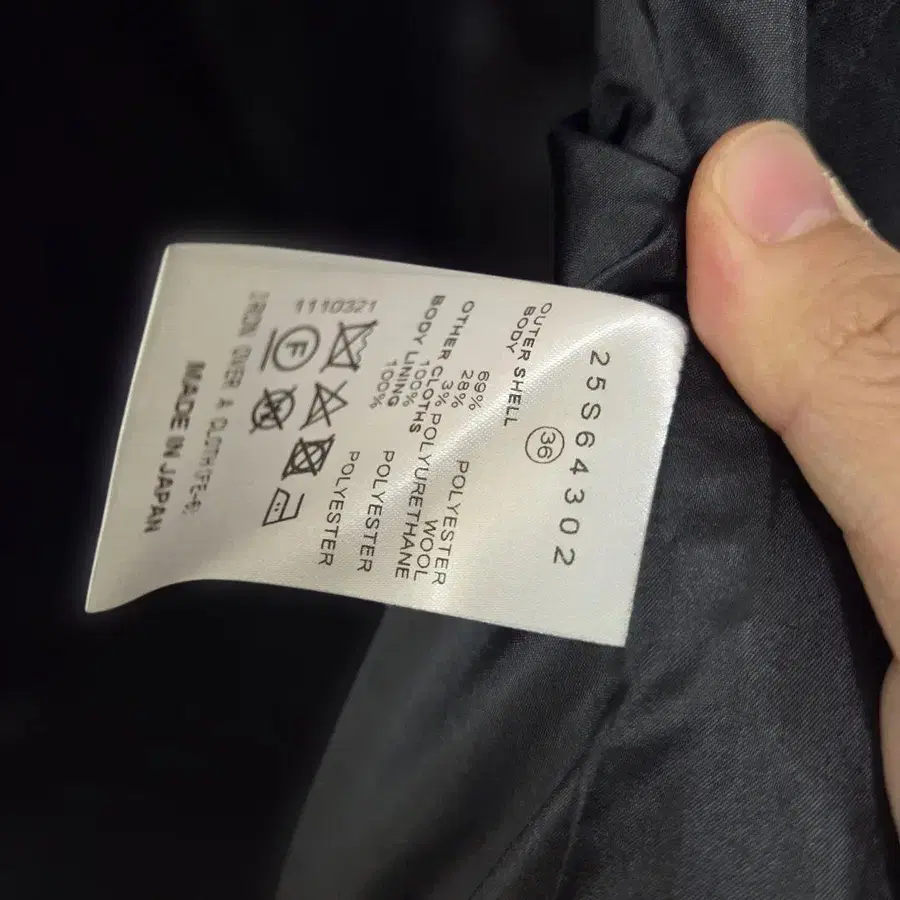 25S64302
36
OUTER SHELL
BODY
69% POLYESTER
28% WOOL
3% POLYURETHANE
OTHER CLOTHS
100% POLYESTER
BODY LINING
100% POLYESTER
1110321
F
W
MADE IN JAPAN